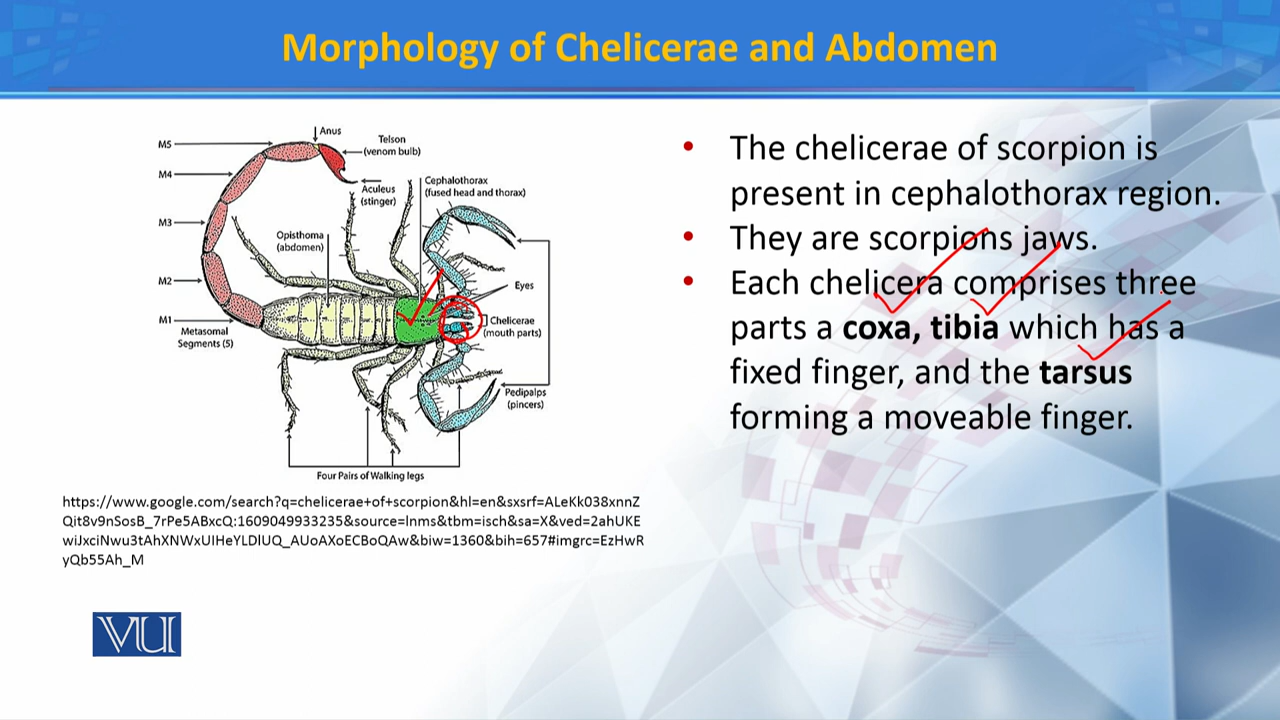 Morphology of Chelicerae and Abdomen
Anus
M5
Telson
(venom bulb)
M4
Cephalothorax
(fused head and thorax)
Aculeus
(stinger)
M3
Opisthoma
(abdomen)
M2
Eyes
M1
Chelicerae
(mouth parts)
Metasomal
Segments (5)
Pedipalps
(pincers)
Four Pairs of Walking legs
• The chelicerae of scorpion is
present in cephalothorax region.
• They are scorpions jaws.
• Each chelicera comprises three
parts a coxa, tibia which has a
fixed finger, and the tarsus
forming a moveable finger.
https://www.google.com/search?q=chelicerae+of+scorpion&hl=en&sxsrf=ALeKk038xnnZ
Qit8v9nSosB_7rPe5ABxcQ:1609049933235&source=lnms&tbm=isch&sa=X&ved=2ahUKE
wiJxciNwu3tAhXNWxUIHeYLDlUQ_AUoAXoECBoQAw&biw=1360&bih=657#imgrc=EzHwR
yQb55Ah_M
VU